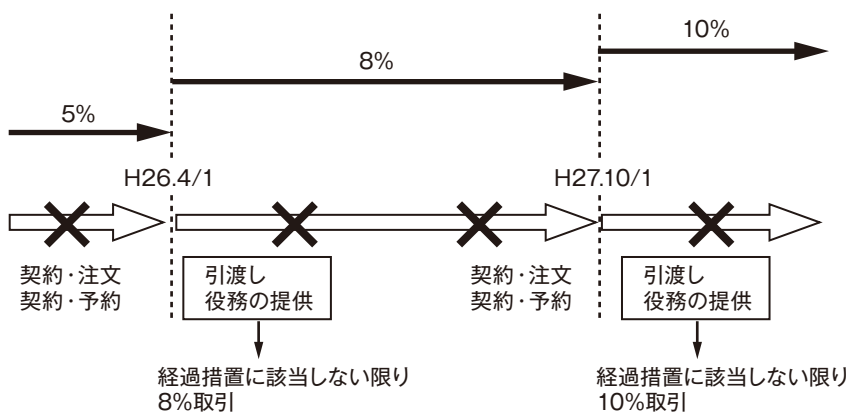 10%
8%
5%
H26.4/1
H27.10/1
契約・注文
契約・予約
引渡し
役務の提供
契約・注文
契約・予約
引渡し
役務の提供
経過措置に該当しない限り
8%取引
経過措置に該当しない限り
10%取引